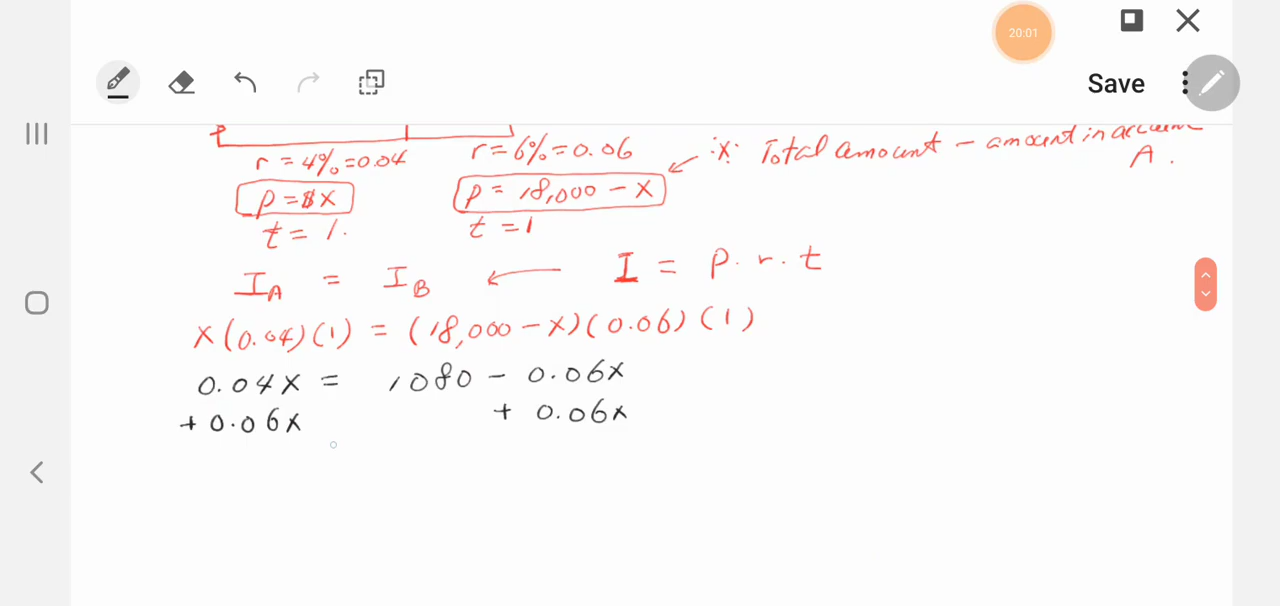 20:01
Save
r = 4% = 0.04 r = 6% = 0.06 Total amount - amount in
A.
p = $x p = 18,000 - x
t = 1. t = 1
I = p. r. t
I_A = I_B
x(0.04)(1) = (18,000 - x)(0.06)(1)
0.04x = 1080 - 0.06x
+ 0.06x + 0.06x